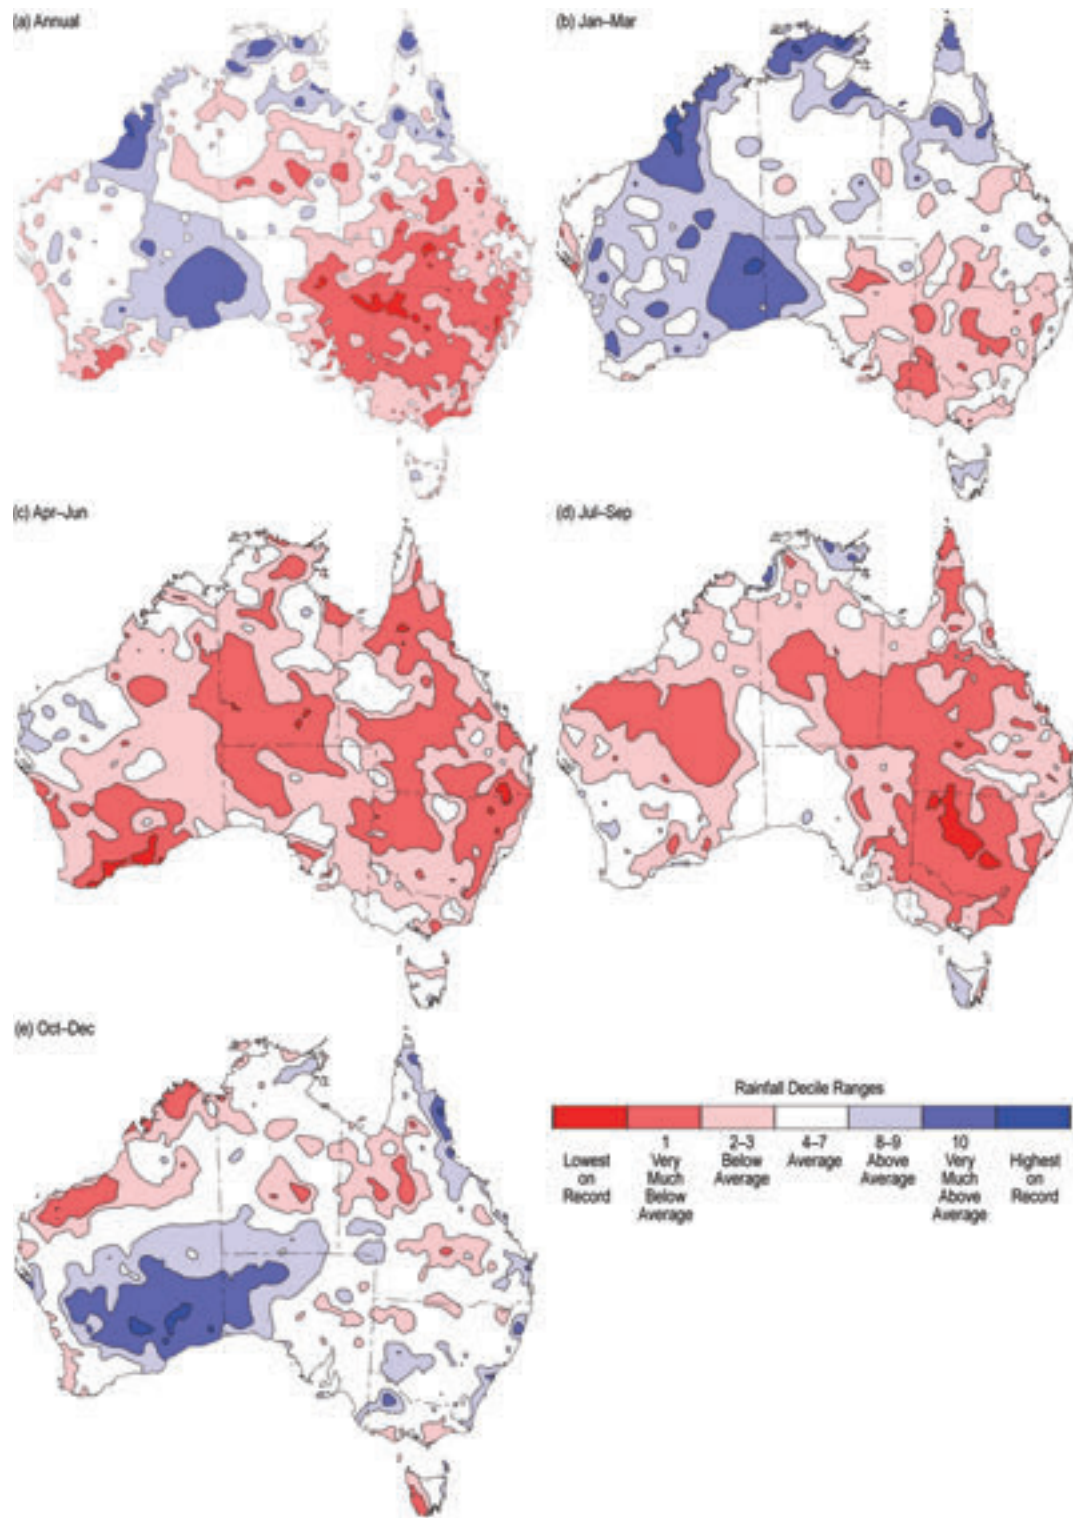 (a) Annual
(b) Jan–Mar
(c) Apr–Jun
(d) Jul–Sep
(e) Oct–Dec
Rainfall Decile Ranges
Lowest on Record
1 Very Much Below Average
2–3 Below Average
4–7 Average
8–9 Above Average
10 Very Much Above Average
Highest on Record